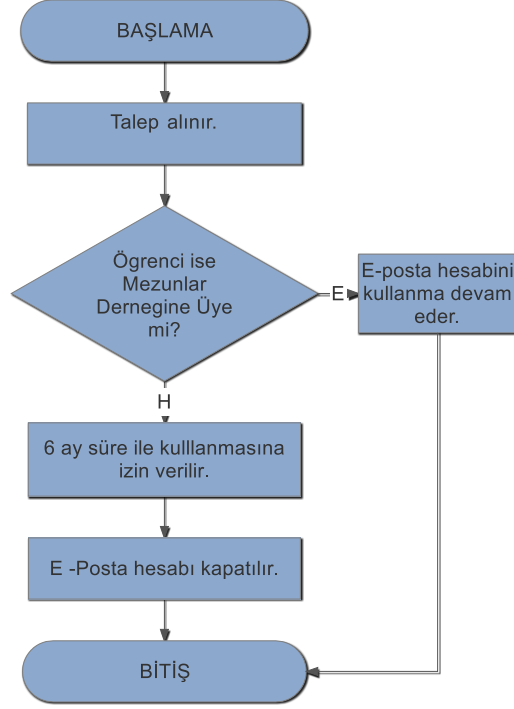 BAŞLAMA
Talep alınır.
Ögrenci ise
Mezunlar
Dernegine Üye
mi?
E
E-posta hesabini
kullanma devam
eder.
H
6 ay süre ile kulllanmasına
izin verilir.
E -Posta hesabı kapatılır.
BİTİŞ